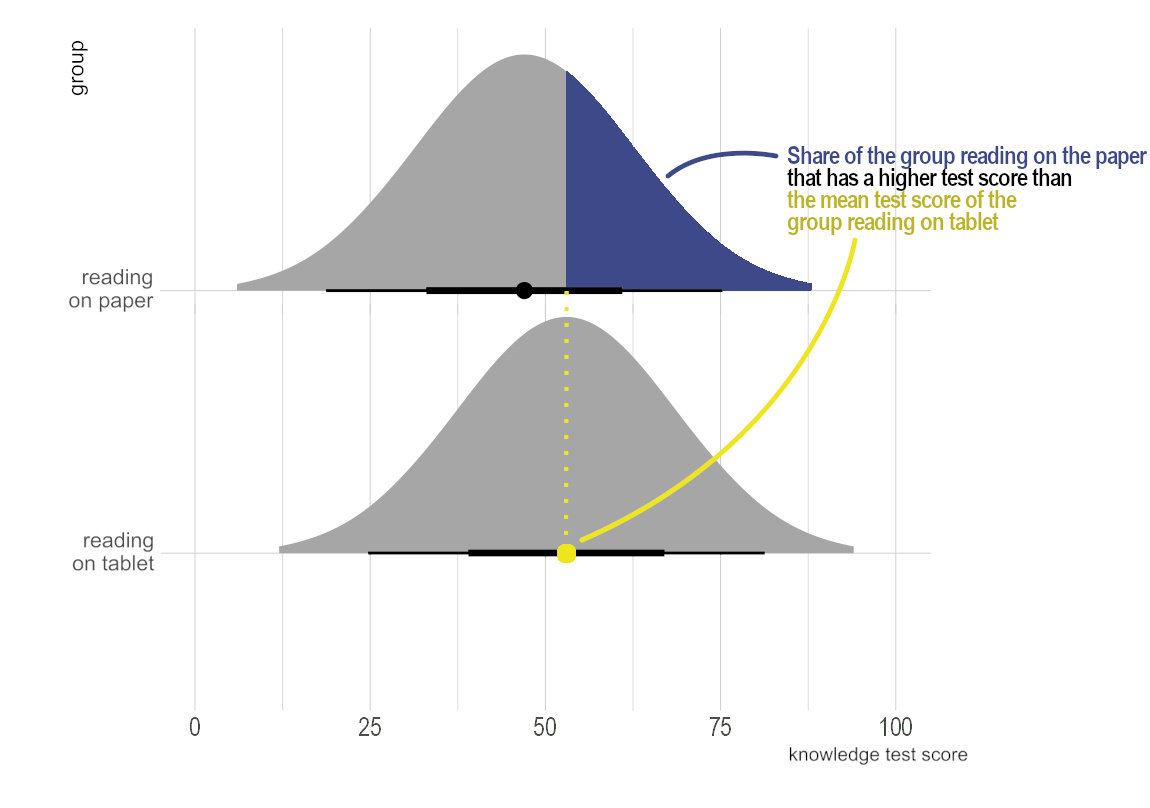 group
Share of the group reading on the paper
that has a higher test score than
the mean test score of the
group reading on tablet
reading
on paper
reading
on tablet
0 25 50 75 100
knowledge test score